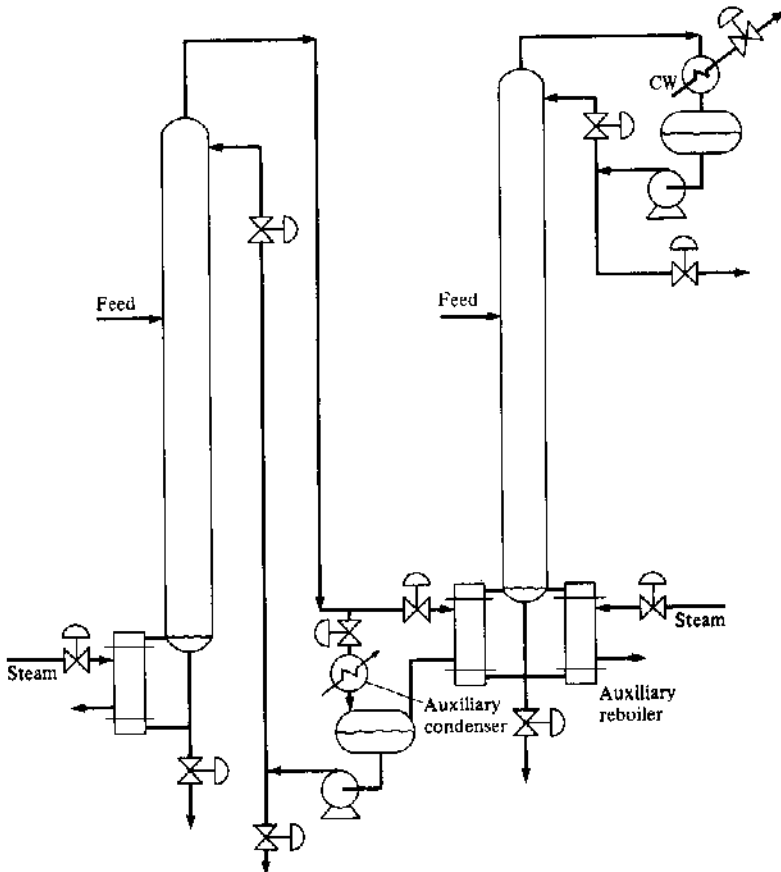 CW
Feed
Feed
Steam
Steam
Auxiliary
condenser
Auxiliary
reboiler